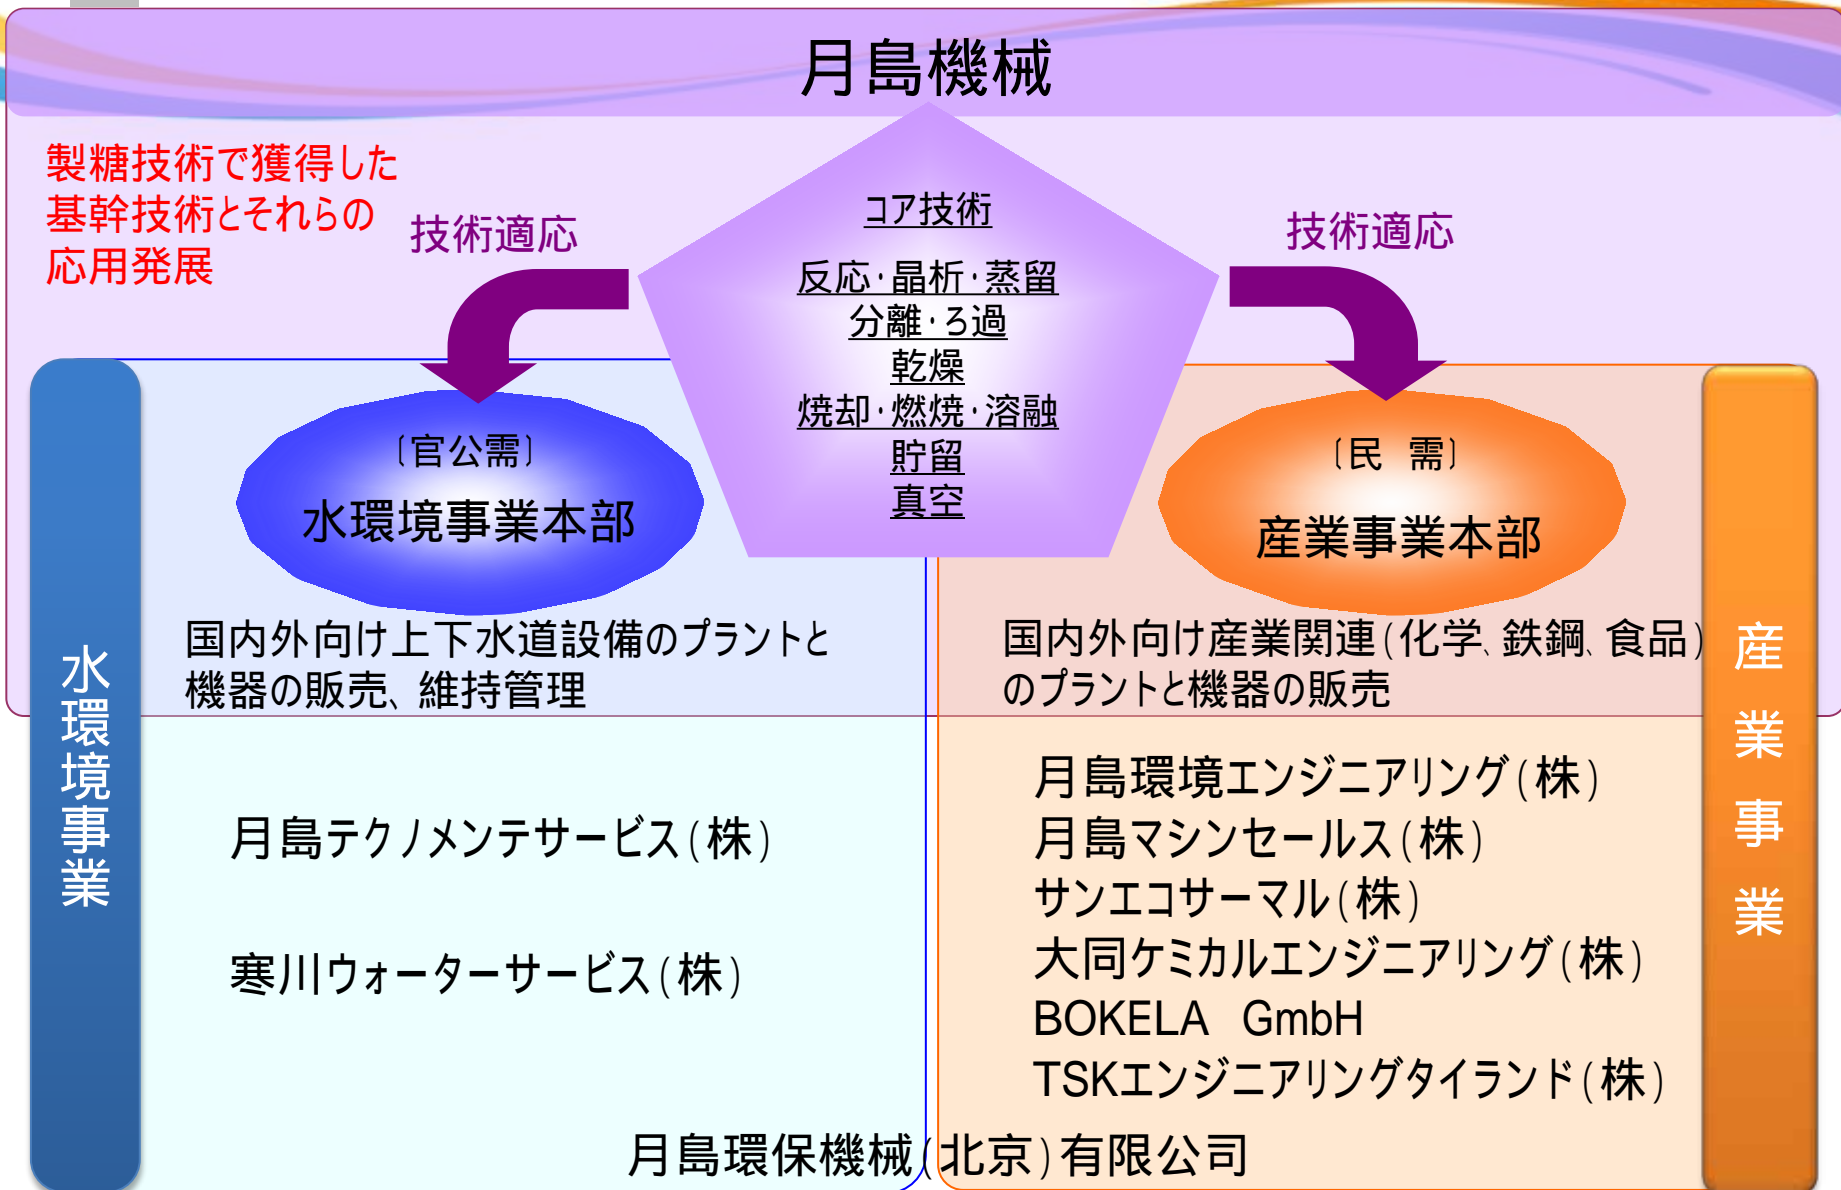 月島機械
製糖技術で獲得した
基幹技術とそれらの
応用発展
技術適応
コア技術
反応・晶析・蒸留
分離・ろ過
乾燥
焼却・燃焼・溶融
貯留
真空
技術適応
〔官公需〕
水環境事業本部
〔民 需〕
産業事業本部
国内外向け上下水道設備のプラントと
機器の販売、維持管理
国内外向け産業関連(化学、鉄鋼、食品)
のプラントと機器の販売
水環境事業
産業事業
月島テクノメンテサービス(株)
寒川ウォーターサービス(株)
月島環境エンジニアリング(株)
月島マシンセールス(株)
サンエコサーマル(株)
大同ケミカルエンジニアリング(株)
BOKELA GmbH
TSKエンジニアリングタイランド(株)
月島環保機械(北京)有限公司